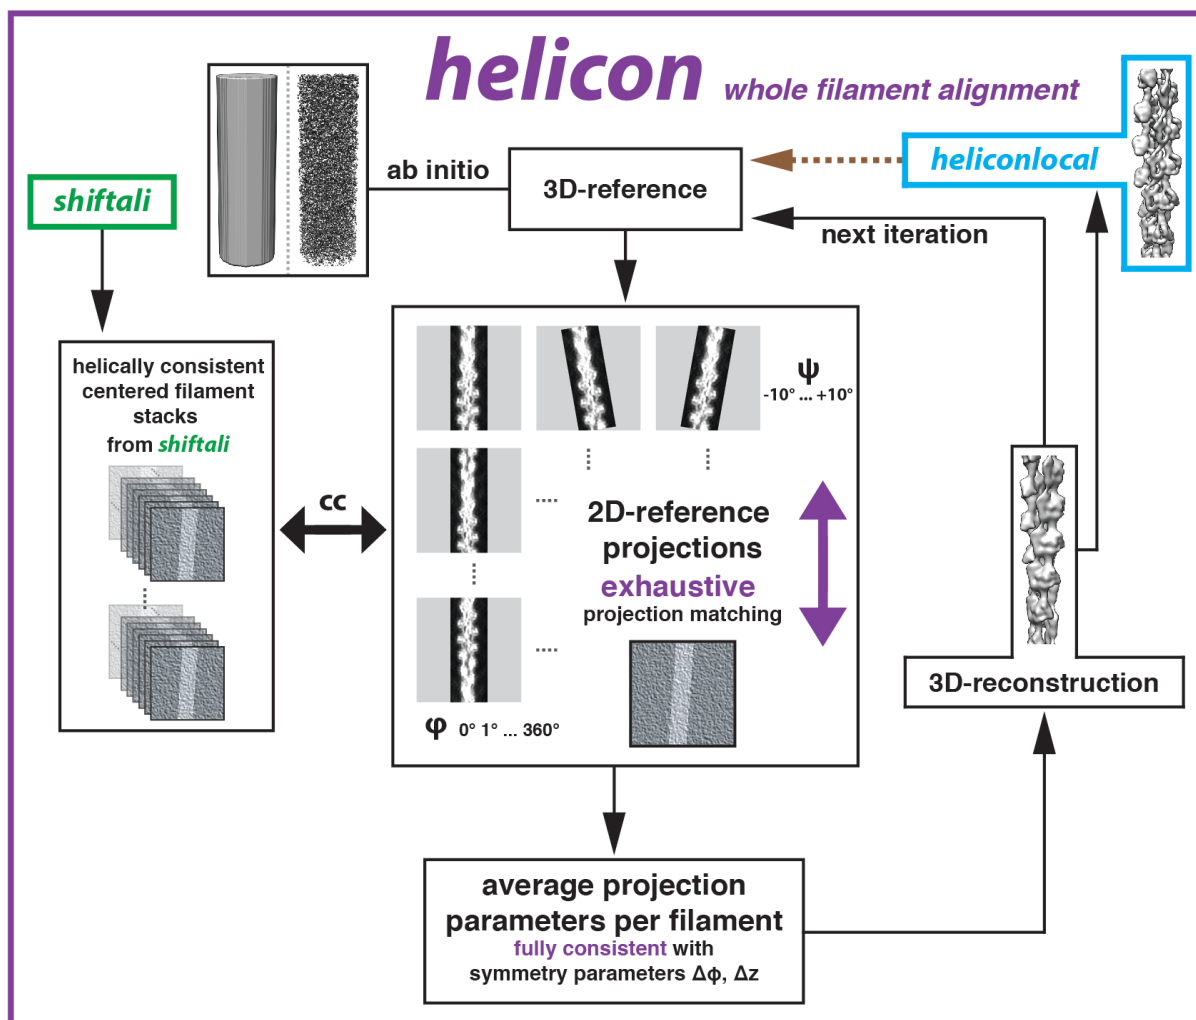 helicon whole filament alignment
shiftali
ab initio
3D-reference
heliconlocal
next iteration
helically consistent
centered filament
stacks
from shiftali
cc
ψ
-10° ... +10°
2D-reference
projections
exhaustive
projection matching
φ 0° 1° ... 360°
3D-reconstruction
average projection
parameters per filament
fully consistent with
symmetry parameters Δϕ, Δz